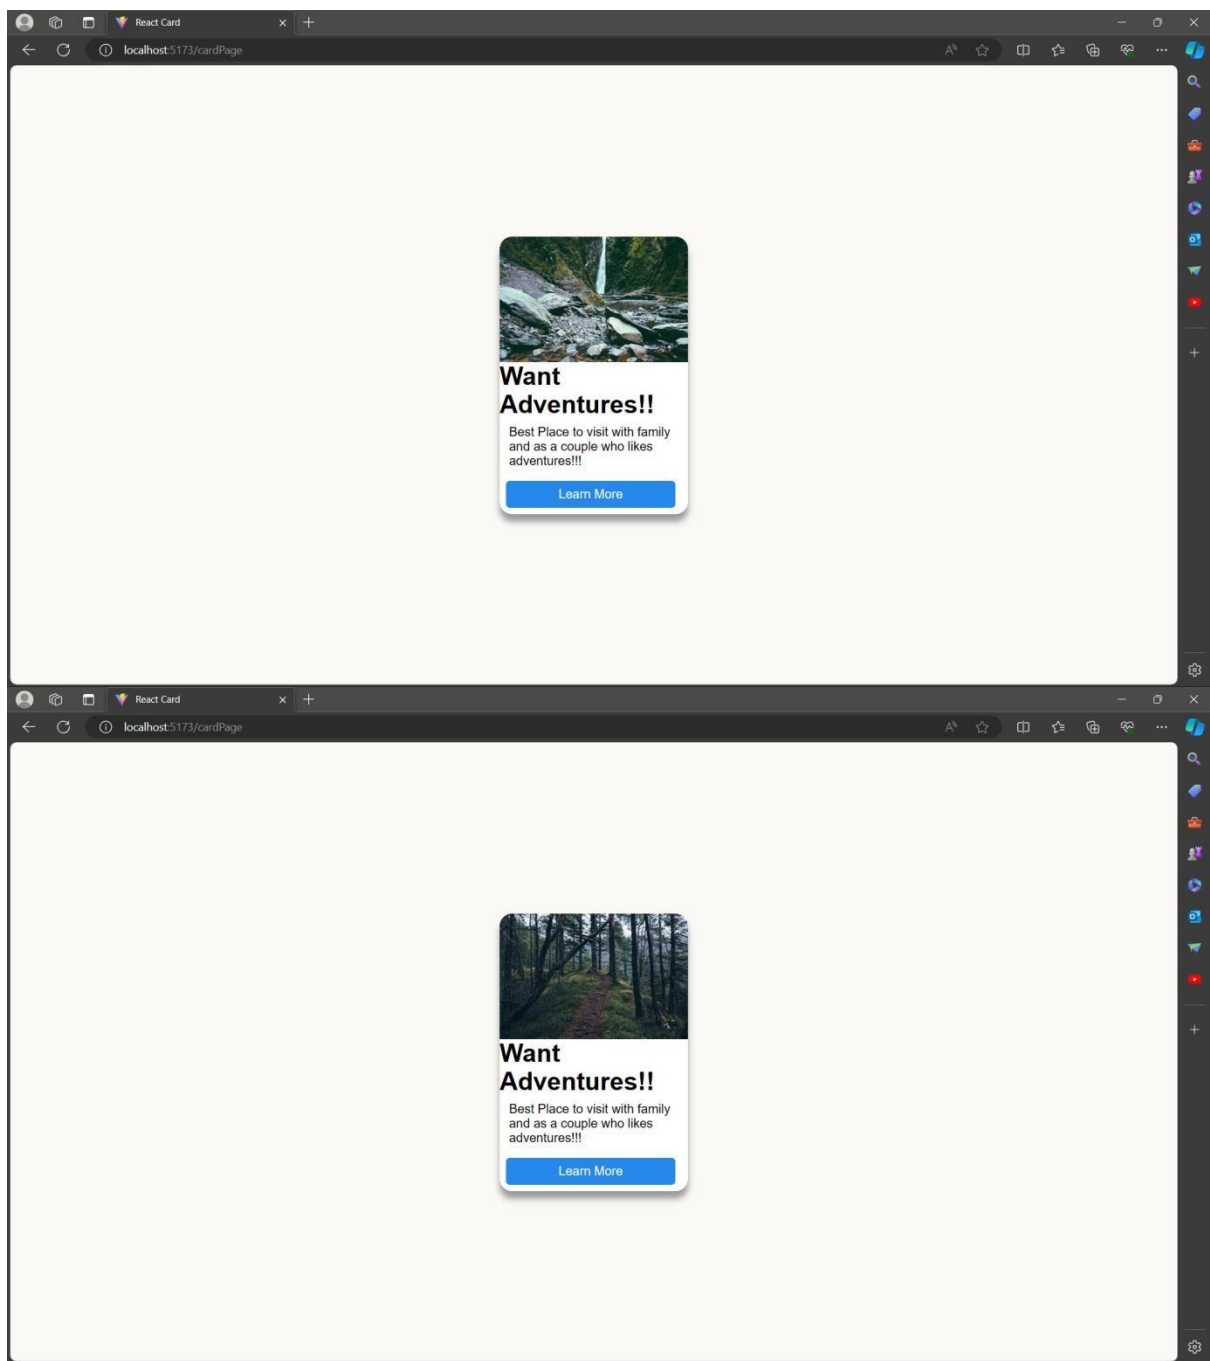 React Card
localhost:5173/cardPage
Want
Adventures!!
Best Place to visit with family
and as a couple who likes
adventures!!!
Learn More
React Card
localhost:5173/cardPage
Want
Adventures!!
Best Place to visit with family
and as a couple who likes
adventures!!!
Learn More